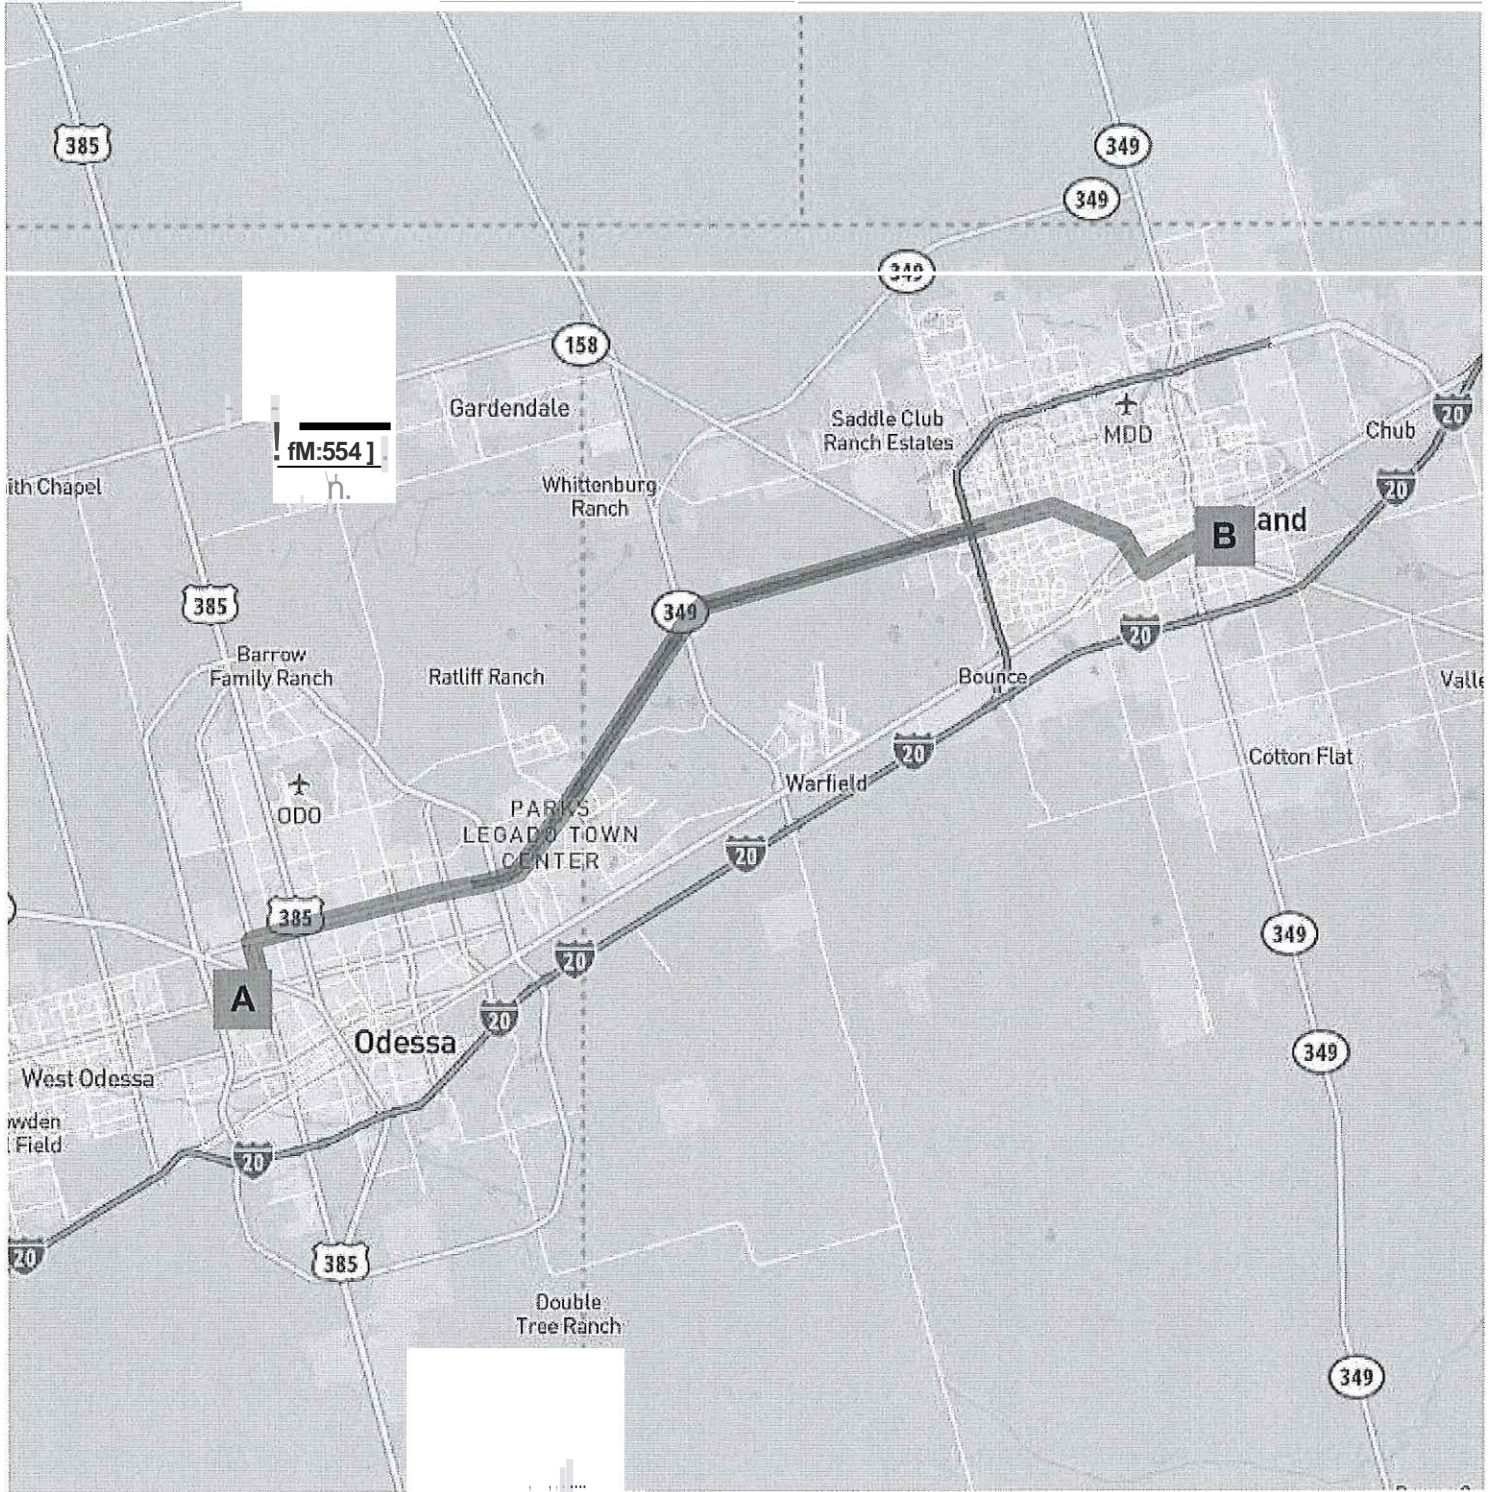 385
349
349
349
158
Gardendale
fM:554 ]
Saddle Club
Ranch Estates
MDD
Chub
20
20
ith Chapel
Whittenburg
Ranch
B
and
385
349
20
Barrow
Family Ranch
Ratliff Ranch
Bounce
Valle
20
Warfield
Cotton Flat
ODO
PARKS
LEGADO TOWN
CENTER
20
385
349
20
A
20
Odessa
349
West Odessa
owden
l Field
20
20
385
Double
Tree Ranch
349